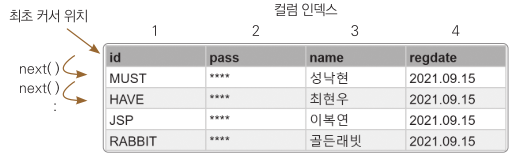 컬럼 인덱스
최초 커서 위치
1 2 3 4
id pass name regdate
next( )
MUST **** 성낙현 2021.09.15
next( )
HAVE **** 최현우 2021.09.15
:
JSP **** 이복연 2021.09.15
RABBIT **** 골든래빗 2021.09.15